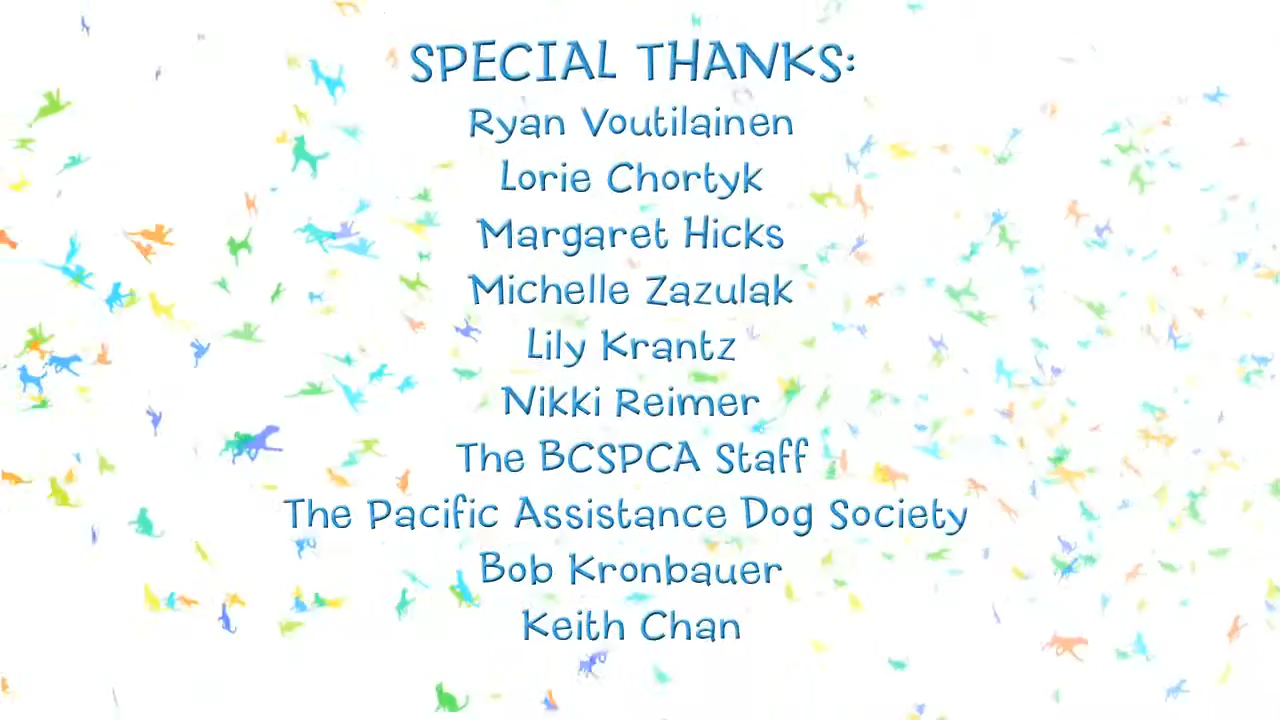 SPECIAL THANKS:
Ryan Voutilainen
Lorie Chortyk
Margaret Hicks
Michelle Zazulak
Lily Krantz
Nikki Reimer
The BCSPCA Staff
The Pacific Assistance Dog Society
Bob Kronbauer
Keith Chan